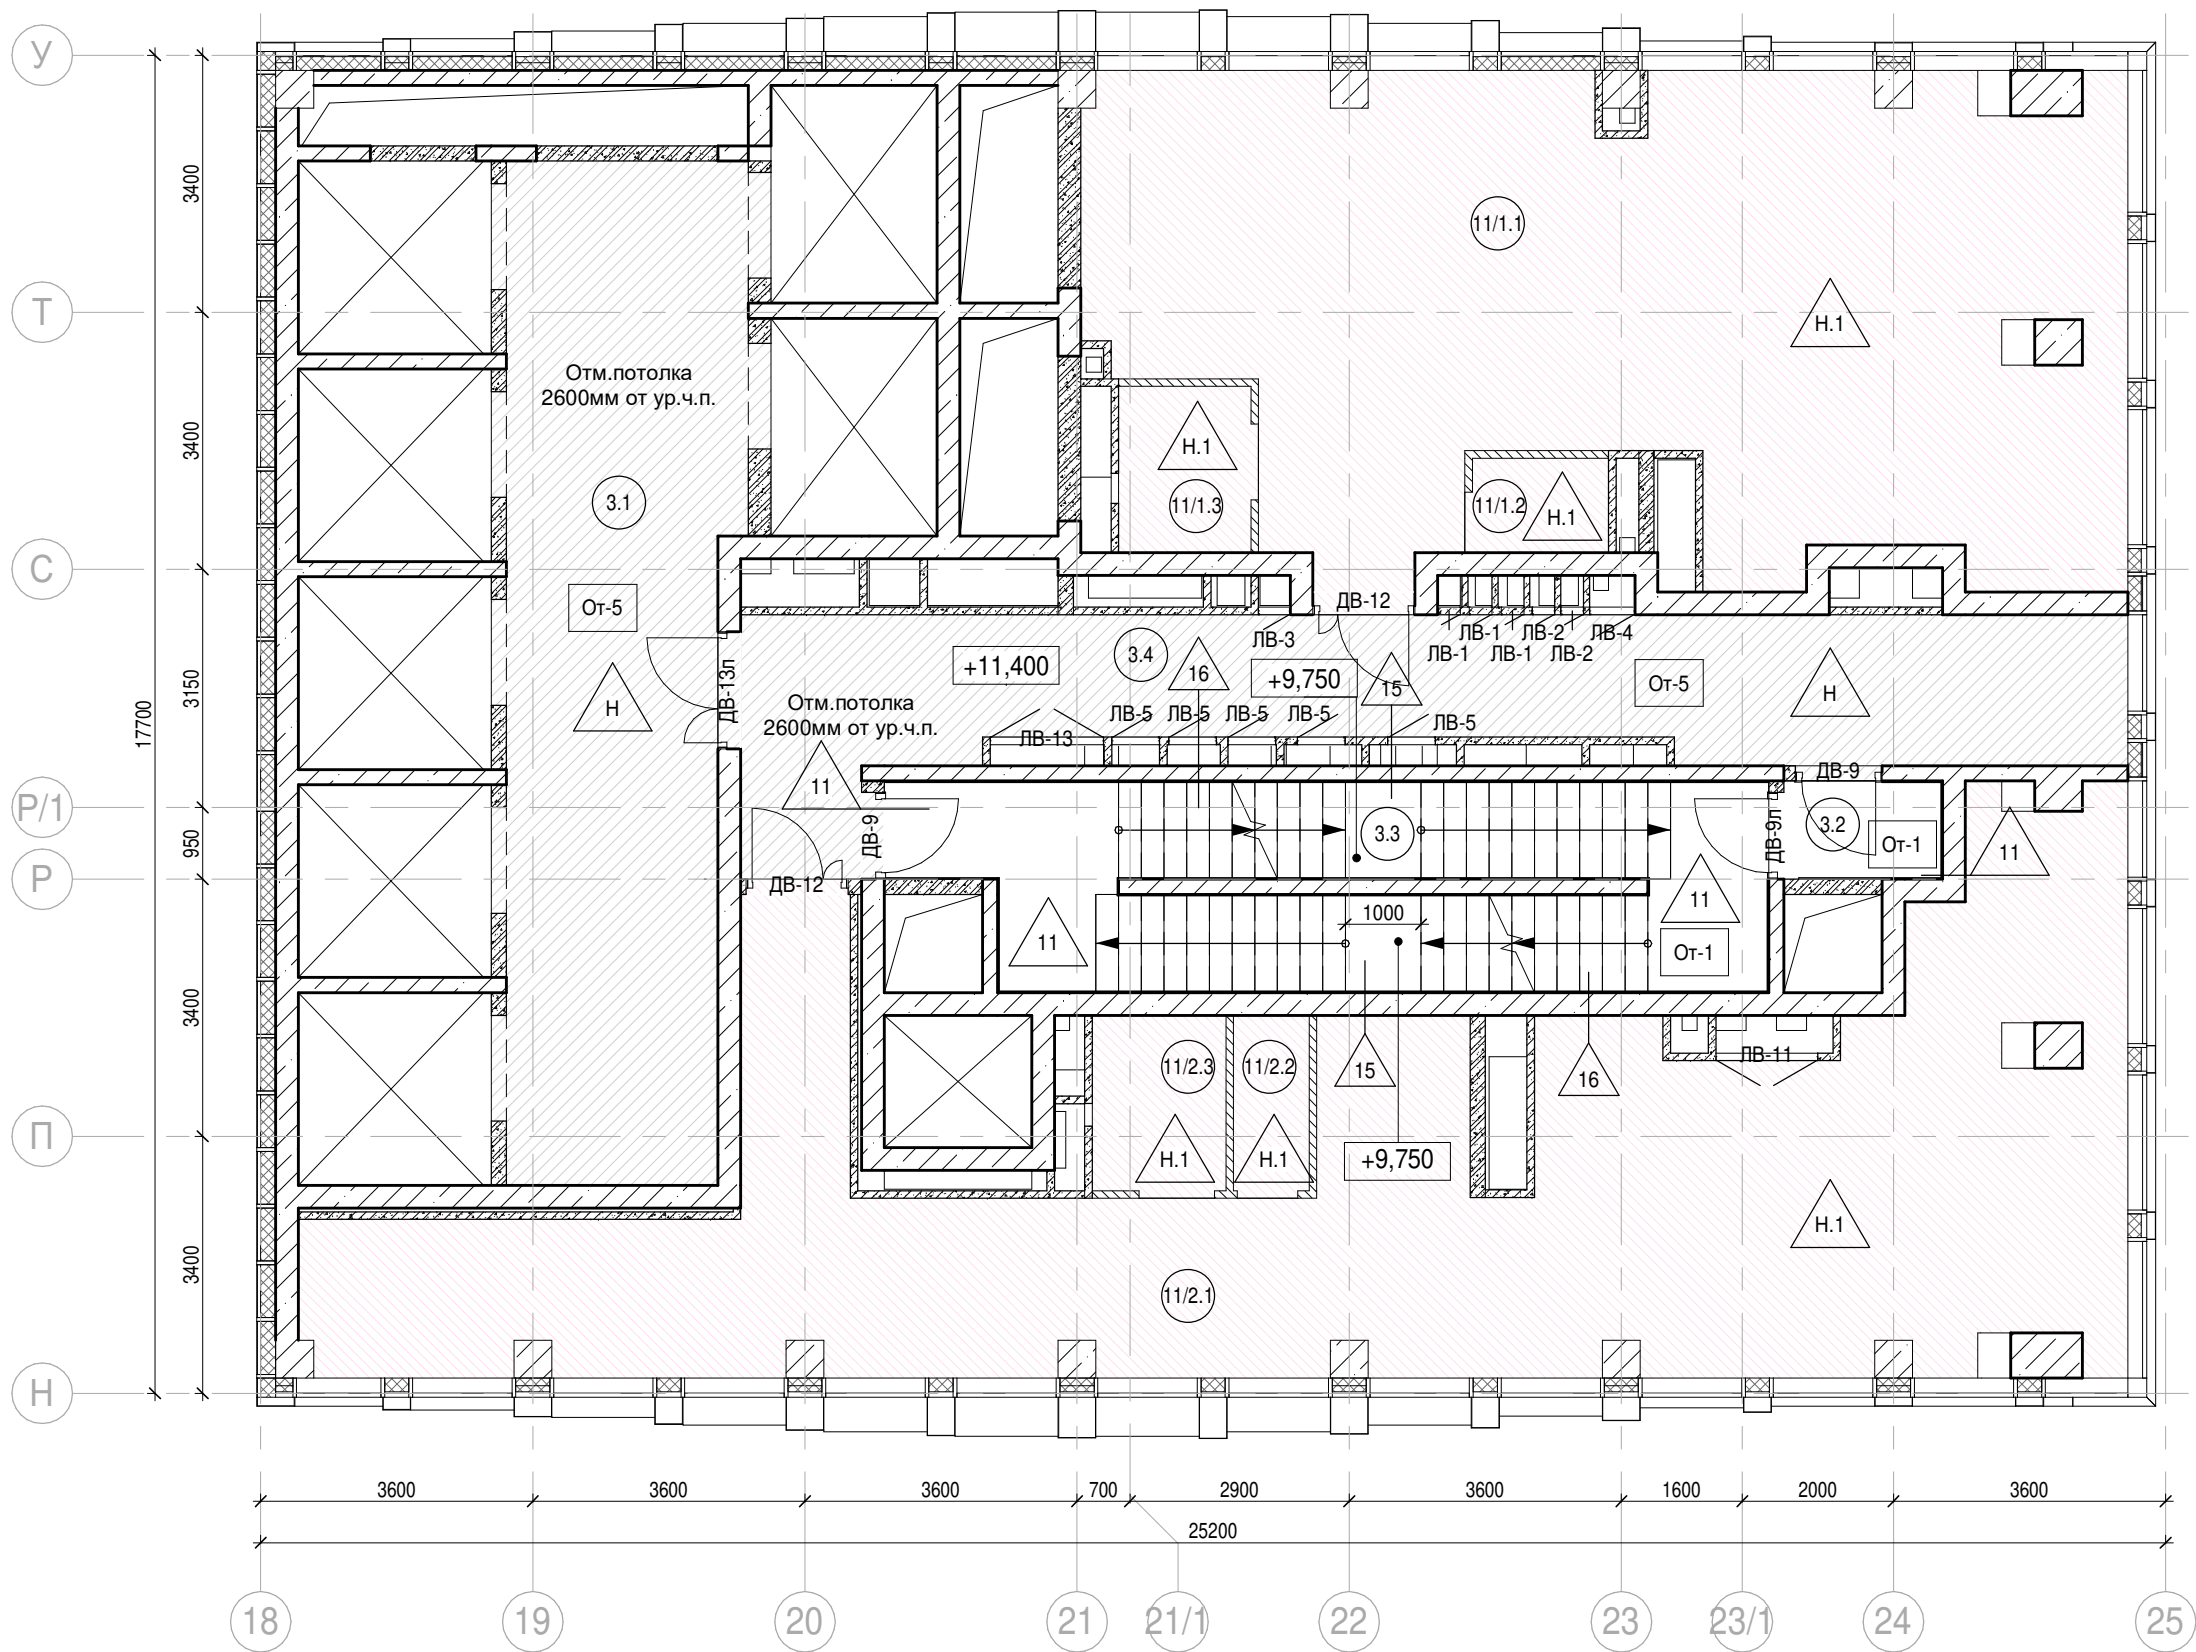 У
Т
С
Р/1
Р
П
Н
3400
3400
3150
950
3400
3400
17700
11/1.1
Н.1
Отм.потолка
2600мм от ур.ч.п.
Н.1
11/1.3
11/1.2
Н.1
3.1
От-5
Н
ДВ-13л
ДВ-12
ЛВ-3
ЛВ-1
ЛВ-2
ЛВ-4
ЛВ-1
ЛВ-1
ЛВ-2
+11,400
3.4
16
+9,750
15
От-5
Н
Отм.потолка
2600мм от ур.ч.п.
ЛВ-13
ЛВ-5
ЛВ-5
ЛВ-5
ЛВ-5
ЛВ-5
11
ДВ-9
ДВ-12
3.3
ДВ-9
ДВ-9л
3.2
От-1
11
1000
11
11
От-1
11/2.3
11/2.2
15
16
ЛВ-11
Н.1
Н.1
+9,750
Н.1
11/2.1
3600
3600
3600
700
2900
3600
1600
2000
3600
25200
18
19
20
21
21/1
22
23
23/1
24
25